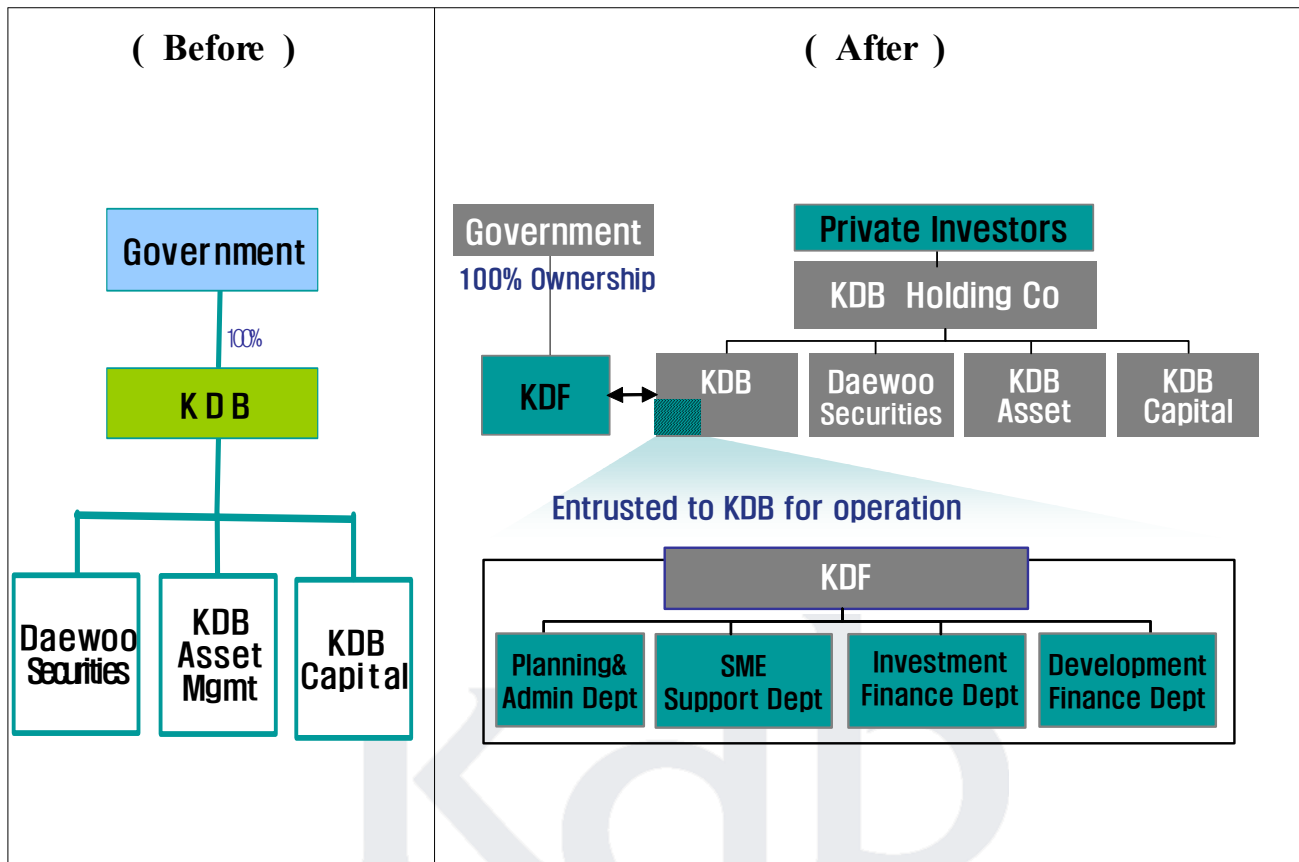 ( Before )
Government
100%
K D B
Daewoo
Securities
KDB
Asset
Mgmt
KDB
Capital
( After )
Government
100% Ownership
Private Investors
KDB Holding Co
KDF
KDB
Daewoo
Securities
KDB
Asset
KDB
Capital
Entrusted to KDB for operation
KDF
Planning&
Admin Dept
SME
Support Dept
Investment
Finance Dept
Development
Finance Dept
kdb